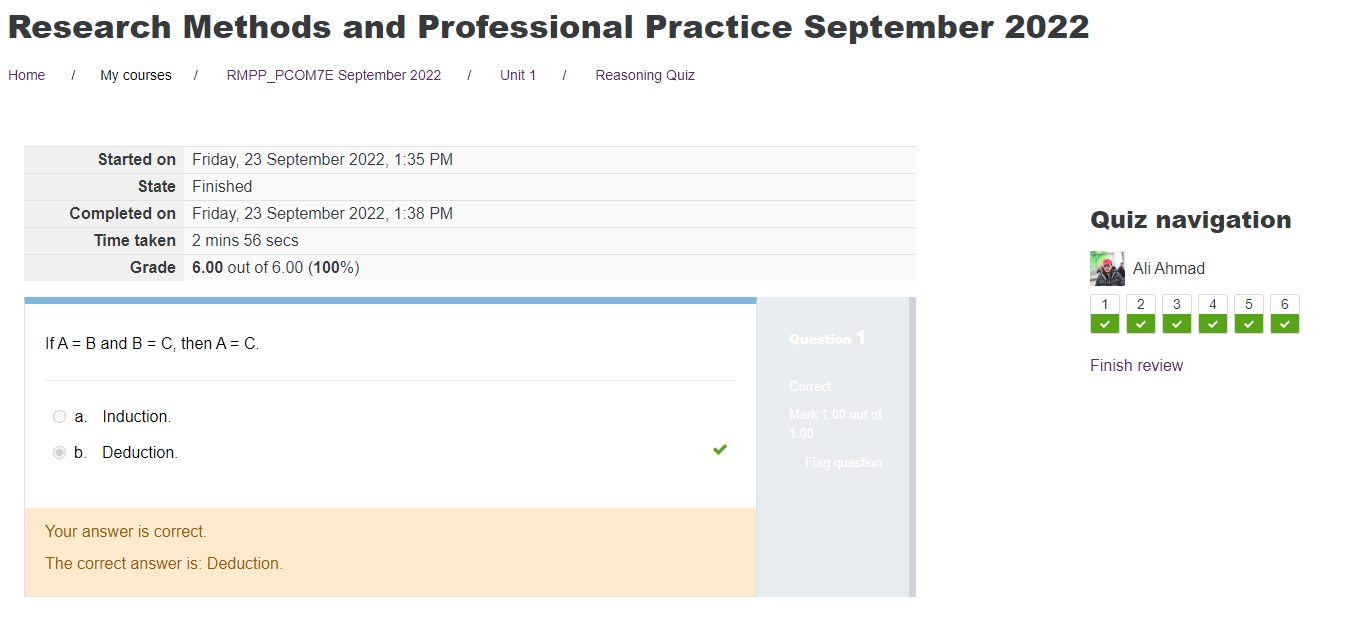 Research Methods and Professional Practice September 2022
Home / My courses / RMPP_PCOM7E September 2022 / Unit 1 / Reasoning Quiz
Started on Friday, 23 September 2022, 1:35 PM
State Finished
Completed on Friday, 23 September 2022, 1:38 PM
Time taken 2 mins 56 secs
Grade 6.00 out of 6.00 (100%)
If A = B and B = C, then A = C.
a. Induction.
b. Deduction.
Your answer is correct.
The correct answer is: Deduction.
Question 1
Correct
Mark 1.00 out of
1.00
Flag question
Quiz navigation
Ali Ahmad
1 2 3 4 5 6
Finish review